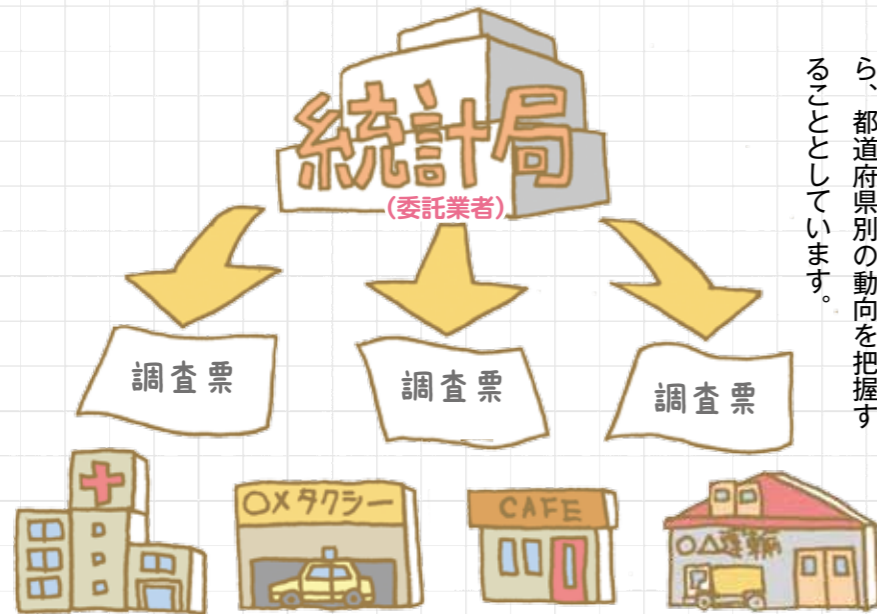 ら、都道府県別の動向を把握す
ることとしています。
統計局
(委託業者)
調査票
調査票
調査票
○×タクシー
CAFE
○△運輸